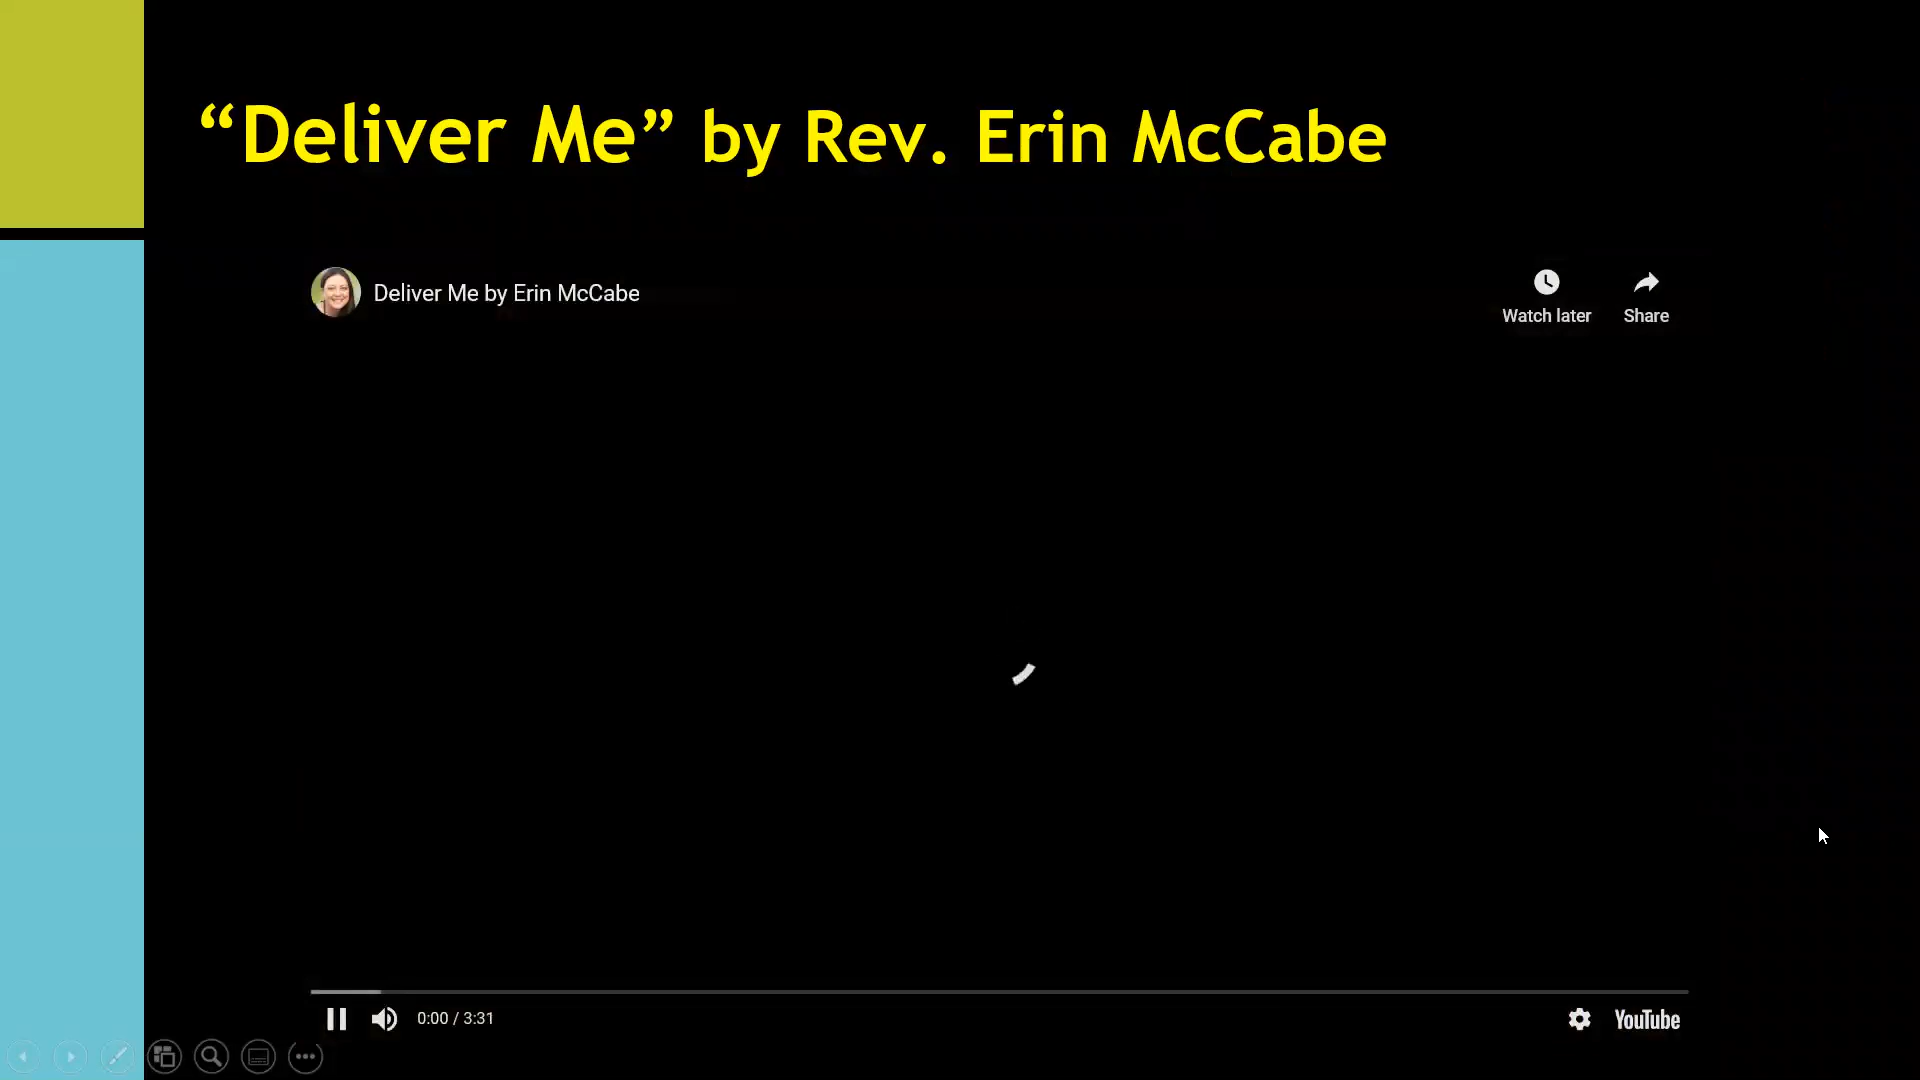 “Deliver Me” by Rev. Erin McCabe
Deliver Me by Erin McCabe
Watch later
Share
0:00 / 3:31
YouTube